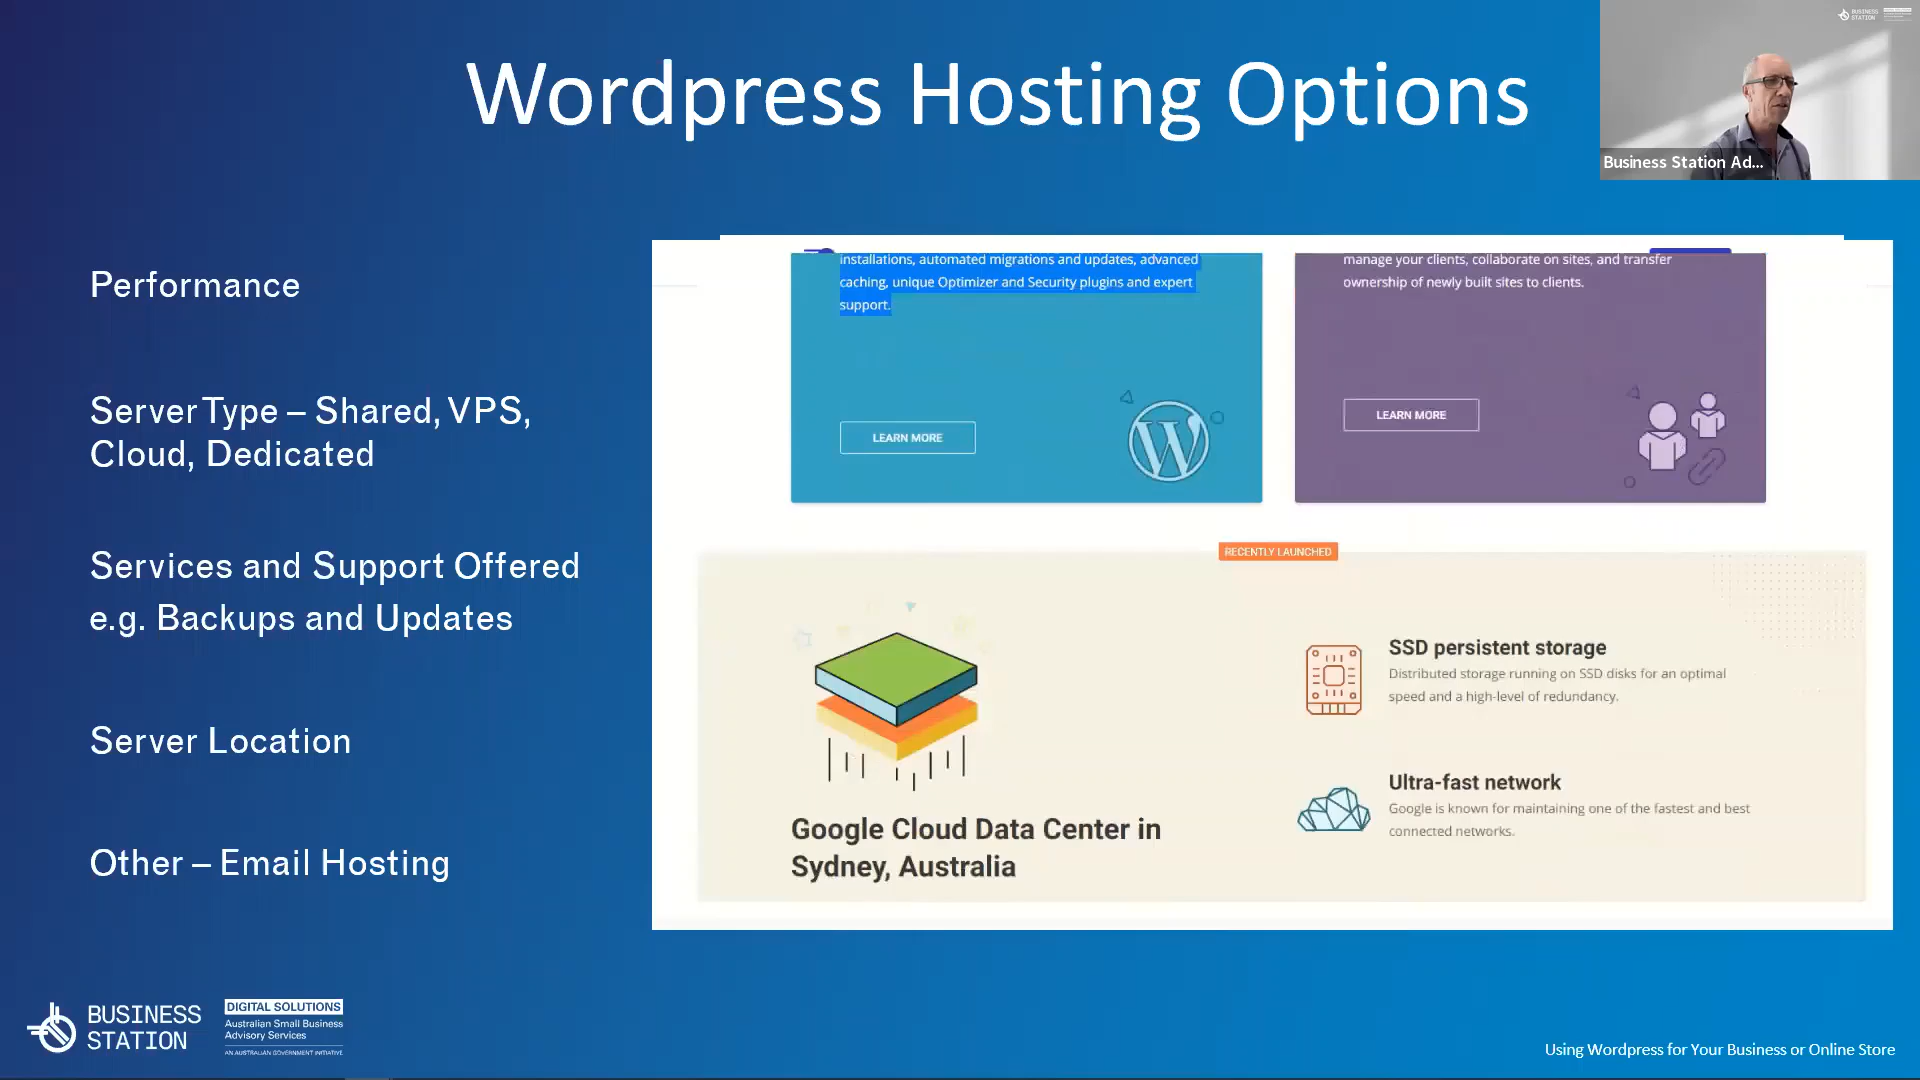 Wordpress Hosting Options
BUSINESS
STATION
Business Station Ad...
Performance
Server Type – Shared, VPS,
Cloud, Dedicated
Services and Support Offered
e.g. Backups and Updates
Server Location
Other – Email Hosting
installations, automated migrations and updates, advanced
caching, unique Optimizer and Security plugins and expert
support.
LEARN MORE
manage your clients, collaborate on sites, and transfer
ownership of newly built sites to clients.
LEARN MORE
RECENTLY LAUNCHED
Google Cloud Data Center in
Sydney, Australia
SSD persistent storage
Distributed storage running on SSD disks for an optimal
speed and a high-level of redundancy.
Ultra-fast network
Google is known for maintaining one of the fastest and best
connected networks.
BUSINESS
STATION
DIGITAL SOLUTIONS
Australian Small Business
Advisory Services
AN AUSTRALIAN GOVERNMENT INITIATIVE
Using Wordpress for Your Business or Online Store